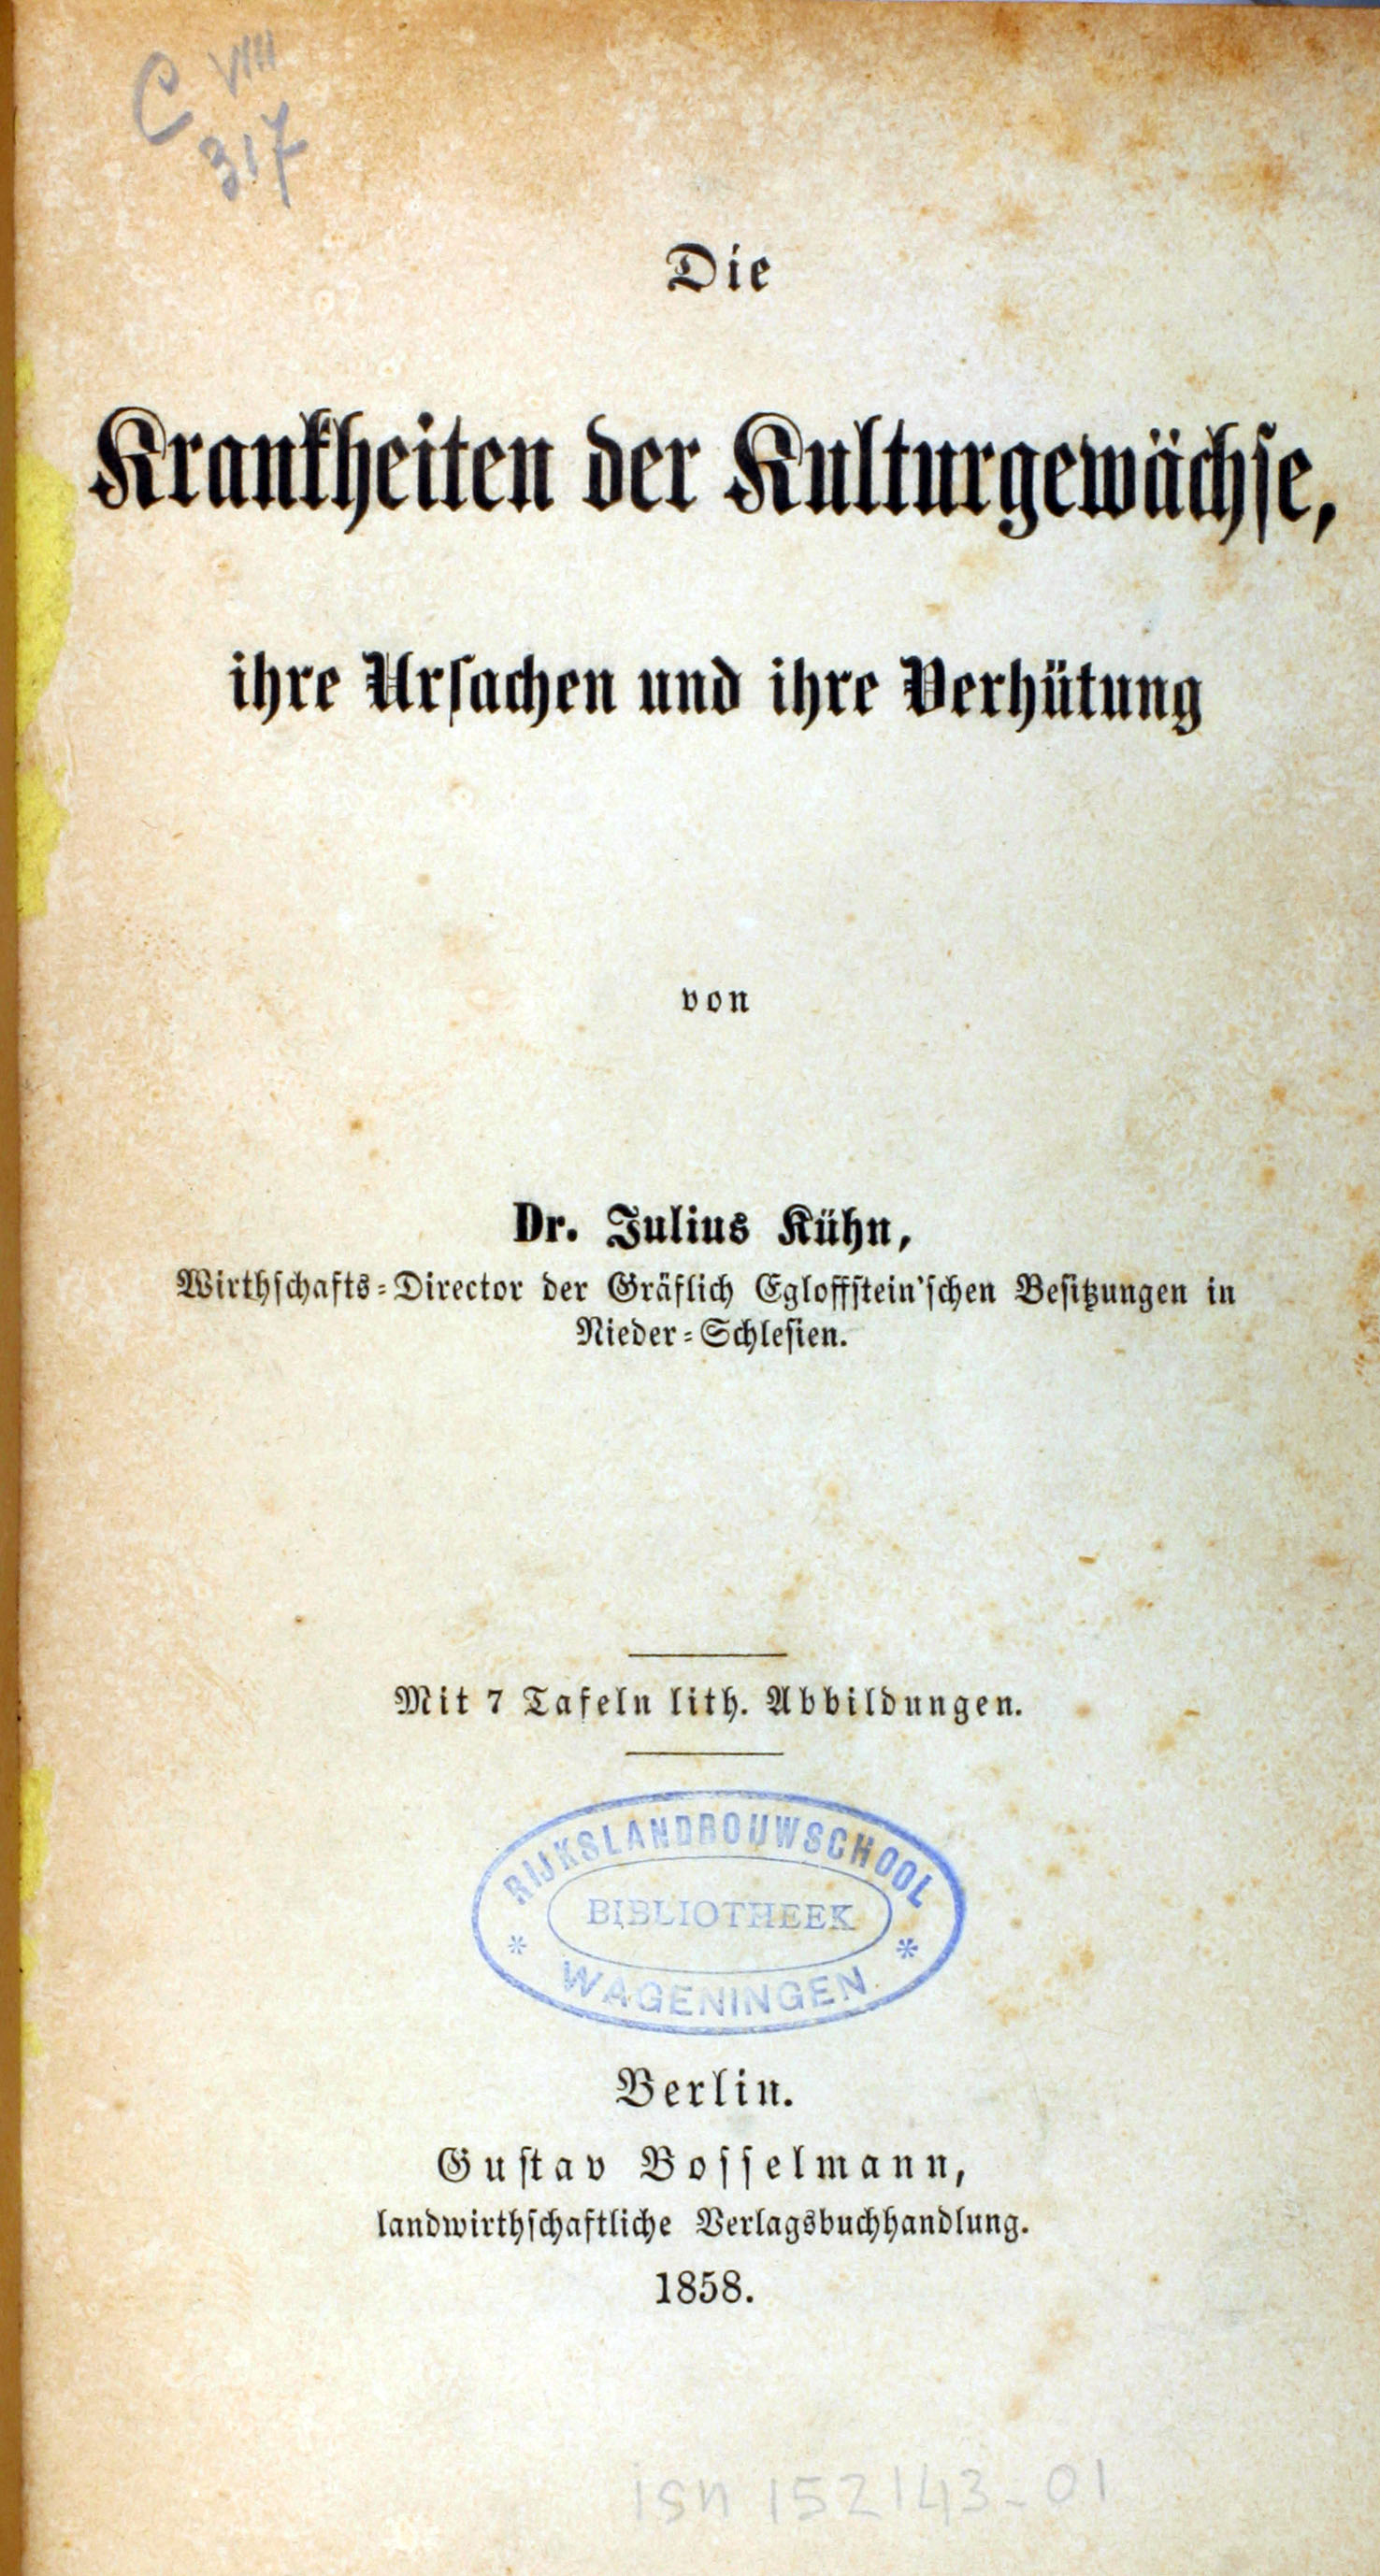 C VIII
317
Die
Krankheiten der Kulturgewächse,
ihre Ursachen und ihre Verhütung
von
Dr. Julius Kühn,
Wirthschafts-Director der Gräflich Egloffstein'schen Besitzungen in
Nieder-Schlesien.
Mit 7 Tafeln lith. Abbildungen.
RIJKSLANDBOUWSCHOOL
BIBLIOTHEEK
* WAGENINGEN *
Berlin.
Gustav Bosselmann,
landwirthschaftliche Verlagsbuchhandlung.
1858.
isn 152143-01